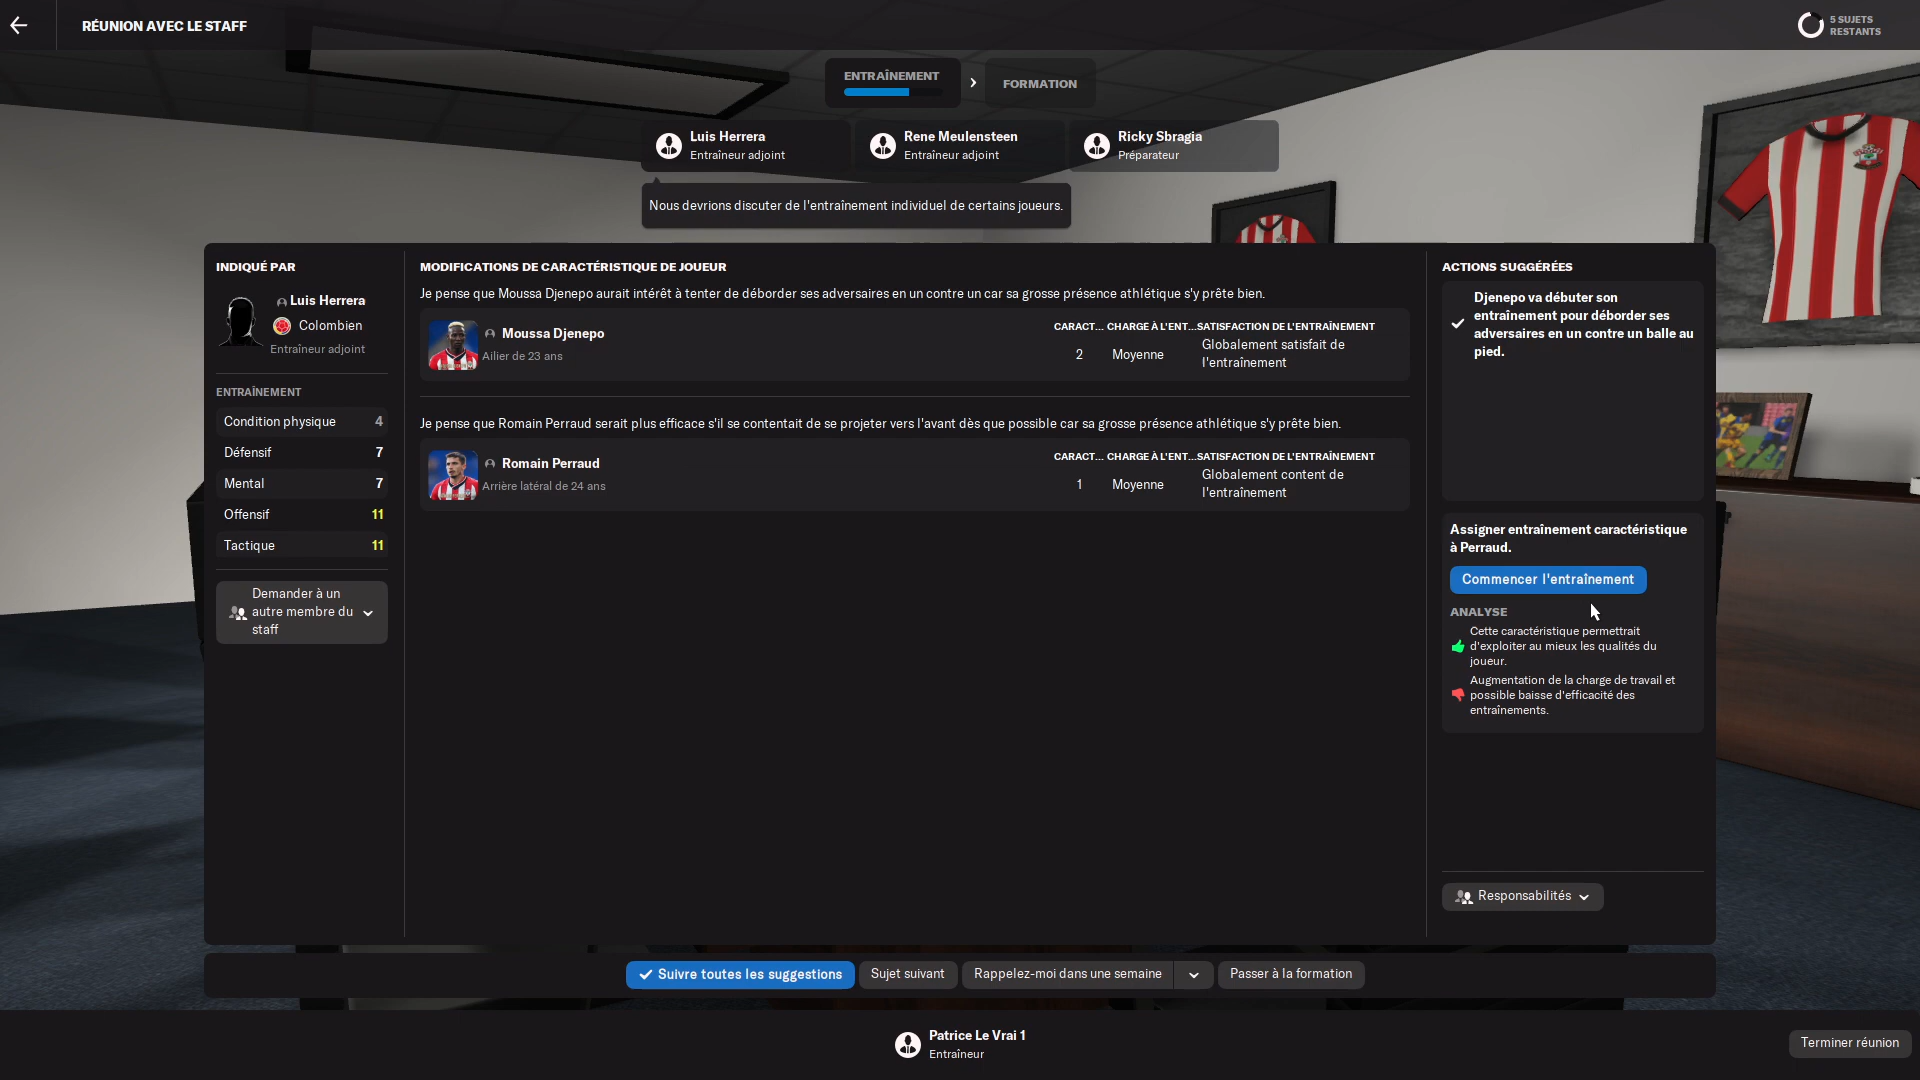 RÉUNION AVEC LE STAFF
5 SUJETS
RESTANTS
ENTRAÎNEMENT
FORMATION
Luis Herrera
Entraîneur adjoint
Rene Meulensteen
Entraîneur adjoint
Ricky Sbragia
Préparateur
Nous devrions discuter de l'entraînement individuel de certains joueurs.
INDIQUÉ PAR
Luis Herrera
Colombien
Entraîneur adjoint
ENTRAÎNEMENT
Condition physique 4
Défensif 7
Mental 7
Offensif 11
Tactique 11
Demander à un
autre membre du
staff
MODIFICATIONS DE CARACTÉRISTIQUE DE JOUEUR
Je pense que Moussa Djenepo aurait intérêt à tenter de déborder ses adversaires en un contre un car sa grosse présence athlétique s'y prête bien.
Moussa Djenepo
Ailier de 23 ans
CARACT... CHARGE À L'ENT... SATISFACTION DE L'ENTRAÎNEMENT
2 Moyenne Globalement satisfait de
l'entraînement
Je pense que Romain Perraud serait plus efficace s'il se contentait de se projeter vers l'avant dès que possible car sa grosse présence athlétique s'y prête bien.
Romain Perraud
Arrière latéral de 24 ans
CARACT... CHARGE À L'ENT... SATISFACTION DE L'ENTRAÎNEMENT
1 Moyenne Globalement content de
l'entraînement
ACTIONS SUGGÉRÉES
Djenepo va débuter son
entraînement pour déborder ses
adversaires en un contre un balle au
pied.
Assigner entraînement caractéristique
à Perraud.
Commencer l'entraînement
ANALYSE
Cette caractéristique permettrait
d'exploiter au mieux les qualités du
joueur.
Augmentation de la charge de travail et
possible baisse d'efficacité des
entraînements.
Responsabilités
Suivre toutes les suggestions
Sujet suivant
Rappelez-moi dans une semaine
Passer à la formation
Patrice Le Vrai 1
Entraîneur
Terminer réunion